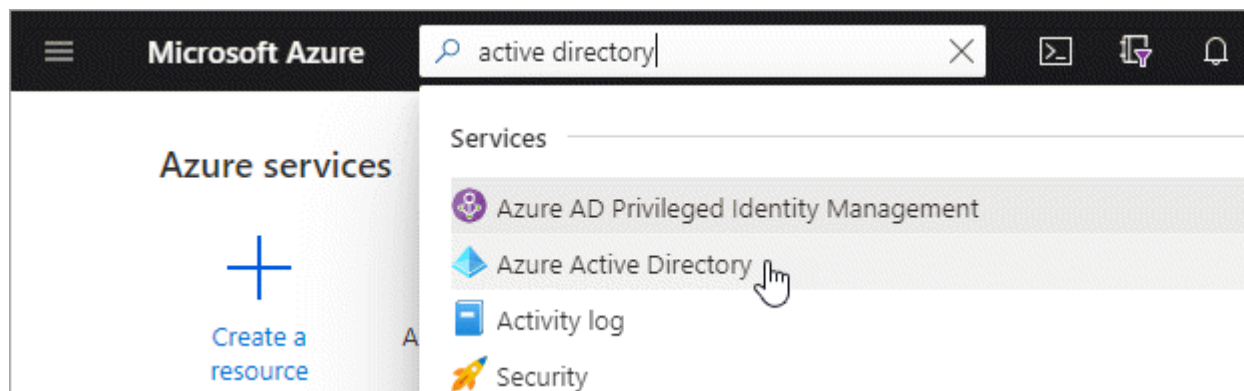 Microsoft Azure
active directory
Services
Azure services
Azure AD Privileged Identity Management
Azure Active Directory
Activity log
Create a
resource
A
Security